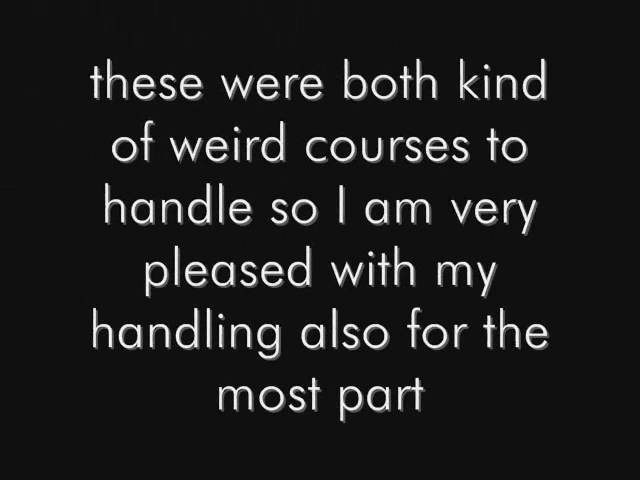 these were both kind
of weird courses to
handle so I am very
pleased with my
handling also for the
most part